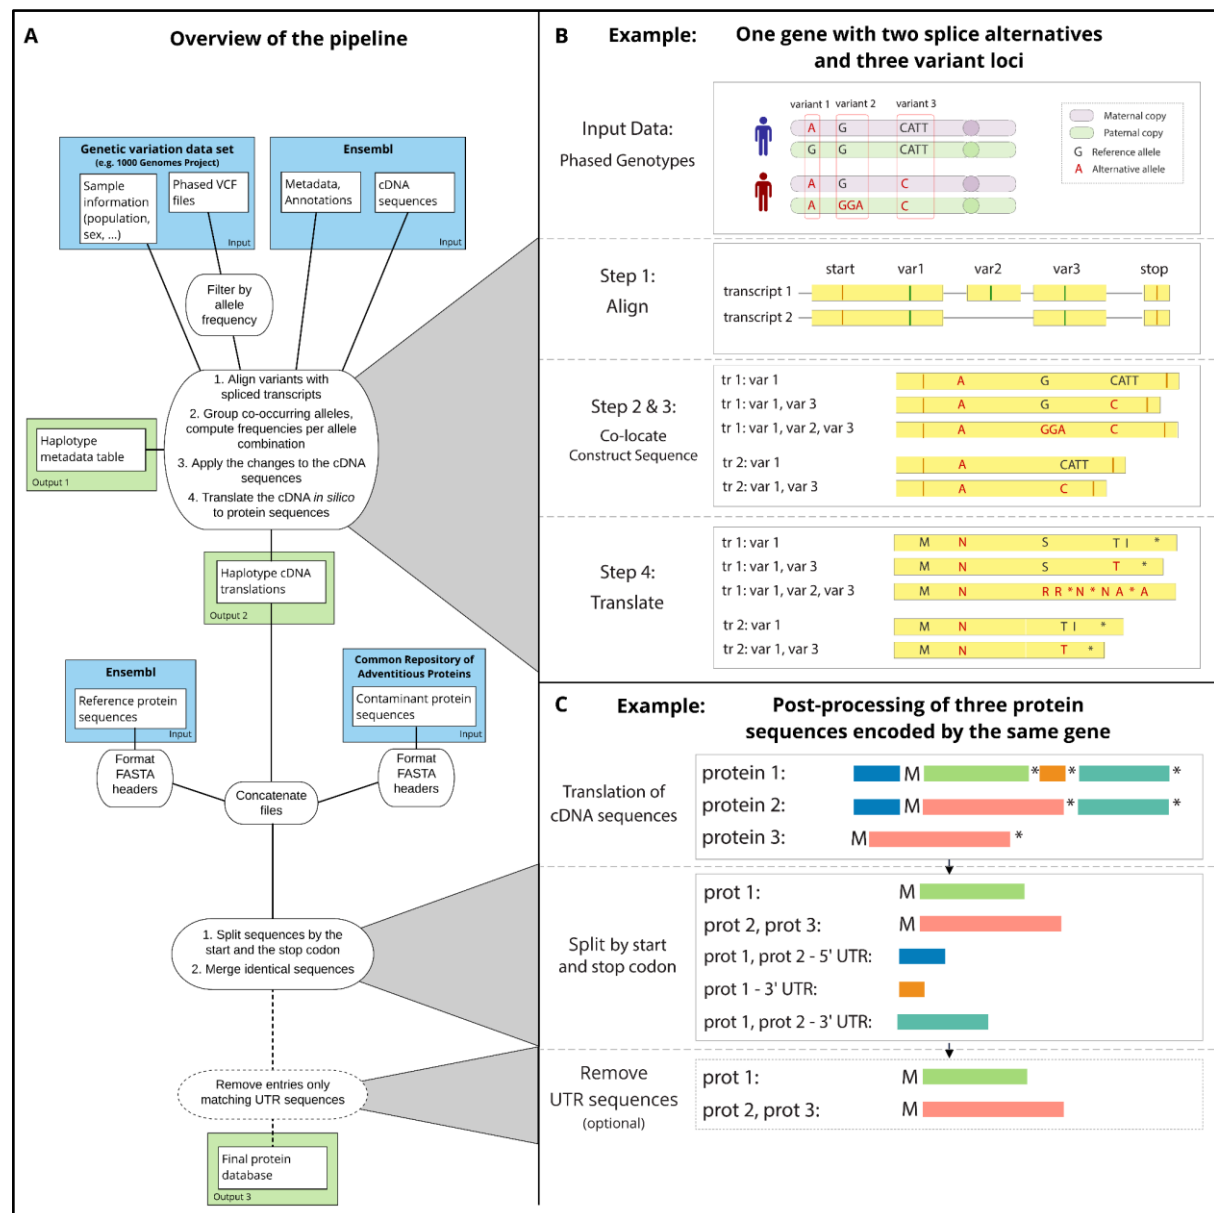 A
Overview of the pipeline
Genetic variation data set
(e.g. 1000 Genomes Project)
Sample
information
(population,
sex, ...)
Phased VCF
files
Input
Ensembl
Metadata,
Annotations
cDNA
sequences
Input
Filter by
allele
frequency
1. Align variants with
spliced transcripts
2. Group co-occurring alleles,
compute frequencies per allele
combination
3. Apply the changes to the cDNA
sequences
4. Translate the cDNA in silico
to protein sequences
Haplotype
metadata table
Output 1
Haplotype cDNA
translations
Output 2
Ensembl
Reference protein
sequences
Input
Common Repository of
Adventitious Proteins
Contaminant protein
sequences
Input
Format
FASTA
headers
Format
FASTA
headers
Concatenate
files
1. Split sequences by the
start and the stop codon
2. Merge identical sequences
Remove entries only
matching UTR sequences
Final protein
database
Output 3
B
Example:
One gene with two splice alternatives
and three variant loci
Input Data:
Phased Genotypes
variant 1 variant 2 variant 3
A G CATT
G G CATT
A G C
A GGA C
Maternal copy
Paternal copy
G Reference allele
A Alternative allele
Step 1:
Align
start var1 var2 var3 stop
transcript 1
transcript 2
Step 2 & 3:
Co-locate
Construct Sequence
tr 1: var 1 A G CATT
tr 1: var 1, var 3 A G C
tr 1: var 1, var 2, var 3 A GGA C
tr 2: var 1 A CATT
tr 2: var 1, var 3 A C
Step 4:
Translate
tr 1: var 1 M N S T I *
tr 1: var 1, var 3 M N S T *
tr 1: var 1, var 2, var 3 M N R R * N * N A * A
tr 2: var 1 M N T I *
tr 2: var 1, var 3 M N T *
C
Example:
Post-processing of three protein
sequences encoded by the same gene
Translation of
cDNA sequences
protein 1: M * * *
protein 2: M * *
protein 3: M *
Split by start
and stop codon
prot 1: M
prot 2, prot 3: M
prot 1, prot 2 - 5' UTR:
prot 1 - 3' UTR:
prot 1, prot 2 - 3' UTR:
Remove
UTR sequences
(optional)
prot 1: M
prot 2, prot 3: M